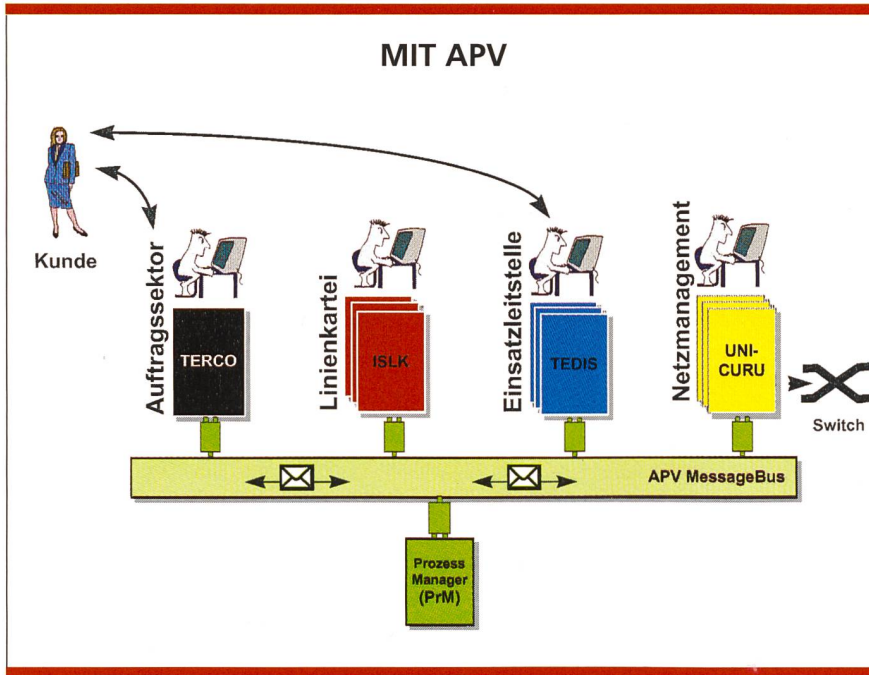 MIT APV
Kunde
Auftragssektor
TERCO
Linienkartei
ISLK
Einsatzleitstelle
TEDIS
Netzmanagement
UNI-
CURU
Switch
APV MessageBus
Prozess
Manager
(PrM)